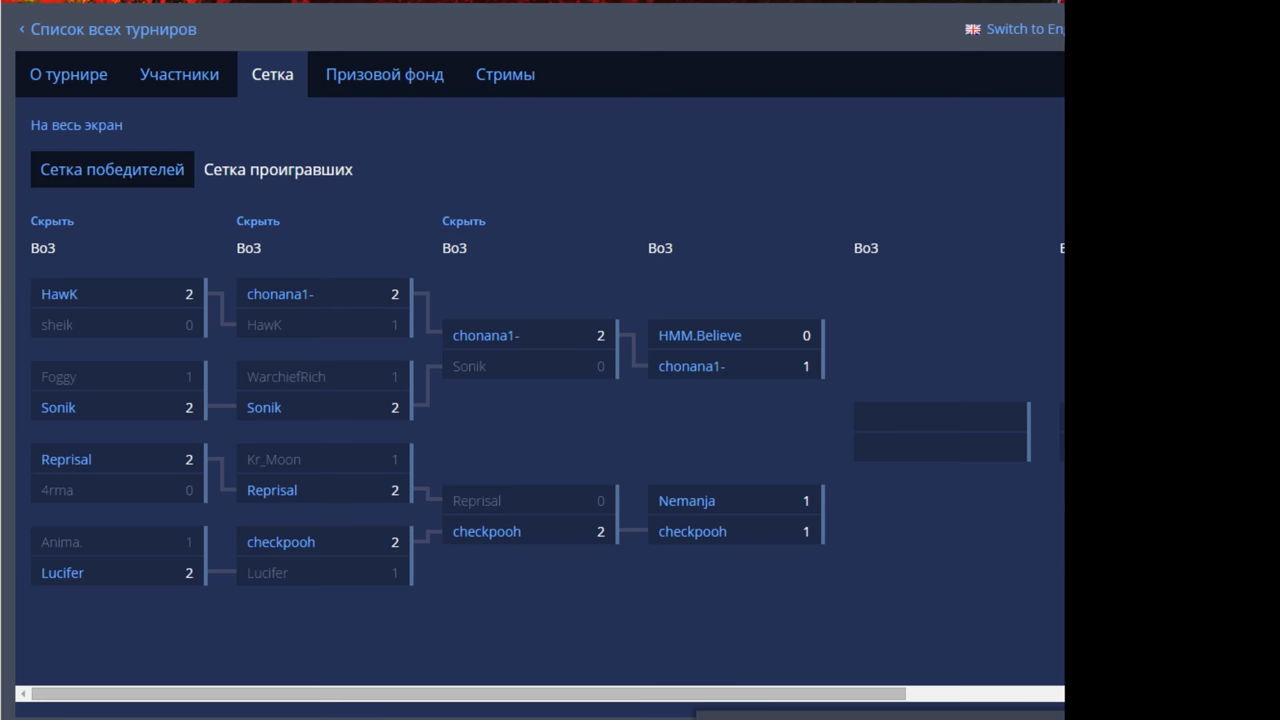 ‹ Список всех турниров
Switch to En
О турнире Участники Сетка Призовой фонд Стримы
На весь экран
Сетка победителей Сетка проигравших
Скрыть Скрыть Скрыть
Bo3 Bo3 Bo3 Bo3 Bo3
HawK 2
sheik 0
Foggy 1
Sonik 2
Reprisal 2
4rma 0
Anima. 1
Lucifer 2
chonana1- 2
HawK 1
WarchiefRich 1
Sonik 2
Kr_Moon 1
Reprisal 2
checkpooh 2
Lucifer 1
chonana1- 2
Sonik 0
Reprisal 0
checkpooh 2
HMM.Believe 0
chonana1- 1
Nemanja 1
checkpooh 1